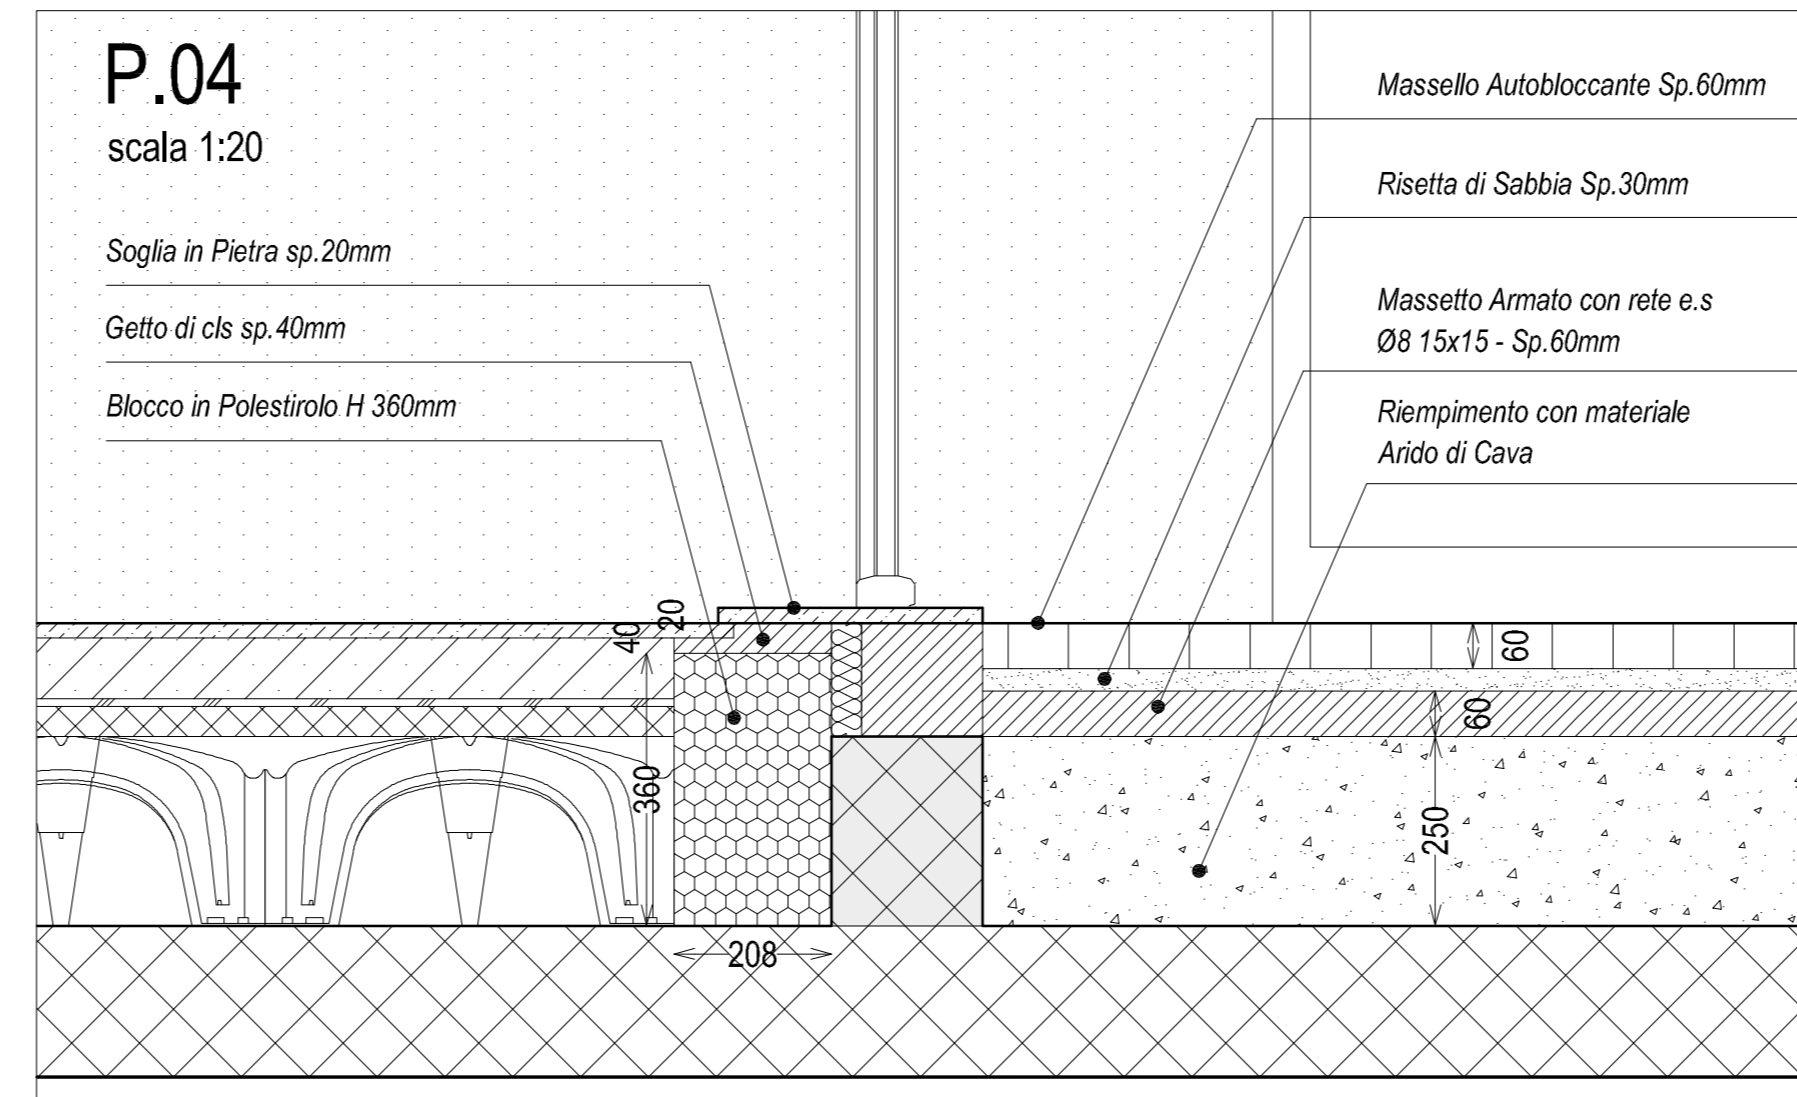 P.04
scala 1:20
Soglia in Pietra sp.20mm
Getto di cls sp.40mm
Blocco in Polestirolo H 360mm
Massello Autobloccante Sp.60mm
Risetta di Sabbia Sp.30mm
Massetto Armato con rete e.s
Ø8 15x15 - Sp.60mm
Riempimento con materiale
Arido di Cava
20
40
360
208
60
60
250